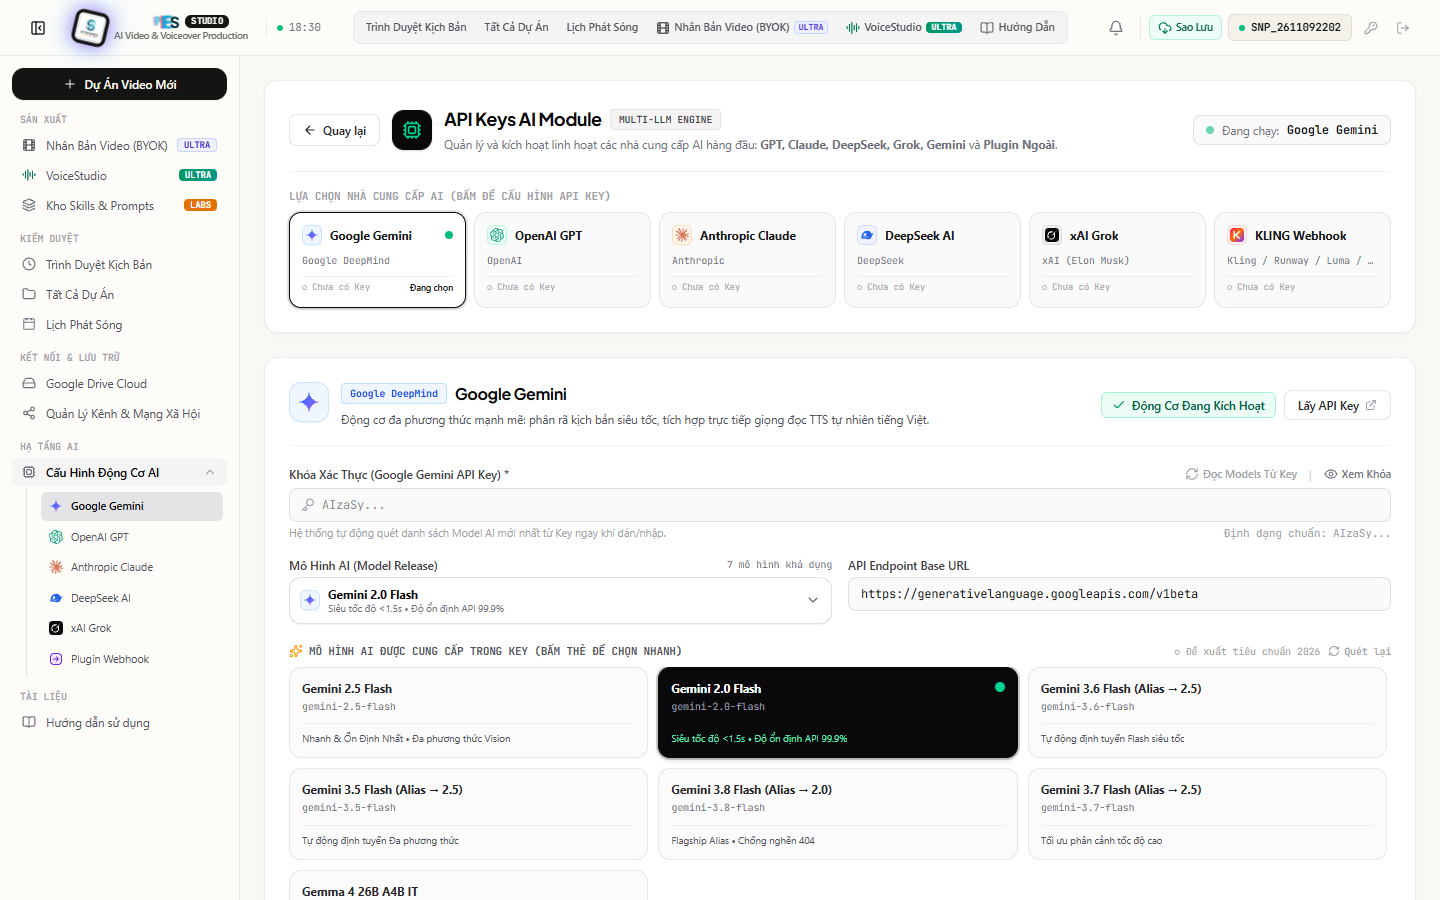 STUDIO
AI Video & Voiceover Production
18:30
Trình Duyệt Kịch Bản
Tất Cả Dự Án
Lịch Phát Sóng
Nhân Bản Video (BYOK) ULTRA
VoiceStudio ULTRA
Hướng Dẫn
Sao Lưu
SNP_2611092202
+ Dự Án Video Mới
SẢN XUẤT
Nhân Bản Video (BYOK) ULTRA
VoiceStudio ULTRA
Kho Skills & Prompts LABS
KIỂM DUYỆT
Trình Duyệt Kịch Bản
Tất Cả Dự Án
Lịch Phát Sóng
KẾT NỐI & LƯU TRỮ
Google Drive Cloud
Quản Lý Kênh & Mạng Xã Hội
HẠ TẦNG AI
Cấu Hình Động Cơ AI
Google Gemini
OpenAI GPT
Anthropic Claude
DeepSeek AI
xAI Grok
Plugin Webhook
TÀI LIỆU
Hướng dẫn sử dụng
← Quay lại
API Keys AI Module MULTI-LLM ENGINE
Quản lý và kích hoạt linh hoạt các nhà cung cấp AI hàng đầu: GPT, Claude, DeepSeek, Grok, Gemini và Plugin Ngoài.
Đang chạy: Google Gemini
LỰA CHỌN NHÀ CUNG CẤP AI (BẤM ĐỂ CẤU HÌNH API KEY)
Google Gemini
Google DeepMind
Chưa có Key Đang chọn
OpenAI GPT
OpenAI
Chưa có Key
Anthropic Claude
Anthropic
Chưa có Key
DeepSeek AI
DeepSeek
Chưa có Key
xAI Grok
xAI (Elon Musk)
Chưa có Key
KLING Webhook
Kling / Runway / Luma / …
Chưa có Key
Google DeepMind Google Gemini
Động cơ đa phương thức mạnh mẽ: phân rã kịch bản siêu tốc, tích hợp trực tiếp giọng đọc TTS tự nhiên tiếng Việt.
Động Cơ Đang Kích Hoạt
Lấy API Key
Khóa Xác Thực (Google Gemini API Key) *
Đọc Models Từ Key | Xem Khóa
AIzaSy...
Hệ thống tự động quét danh sách Model AI mới nhất từ Key ngay khi dán/nhập.
Định dạng chuẩn: AIzaSy...
Mô Hình AI (Model Release)
7 mô hình khả dụng
Gemini 2.0 Flash
Siêu tốc độ <1.5s • Độ ổn định API 99.9%
API Endpoint Base URL
https://generativelanguage.googleapis.com/v1beta
MÔ HÌNH AI ĐƯỢC CUNG CẤP TRONG KEY (BẤM THẺ ĐỂ CHỌN NHANH)
Đề xuất tiêu chuẩn 2026
Quét lại
Gemini 2.5 Flash
gemini-2.5-flash
Nhanh & Ổn Định Nhất • Đa phương thức Vision
Gemini 2.0 Flash
gemini-2.0-flash
Siêu tốc độ <1.5s • Độ ổn định API 99.9%
Gemini 3.6 Flash (Alias → 2.5)
gemini-3.6-flash
Tự động định tuyến Flash siêu tốc
Gemini 3.5 Flash (Alias → 2.5)
gemini-3.5-flash
Tự động định tuyến Đa phương thức
Gemini 3.8 Flash (Alias → 2.0)
gemini-3.8-flash
Flagship Alias • Chống nghẽn 404
Gemini 3.7 Flash (Alias → 2.5)
gemini-3.7-flash
Tối ưu phân cảnh tốc độ cao
Gemma 4 26B A4B IT